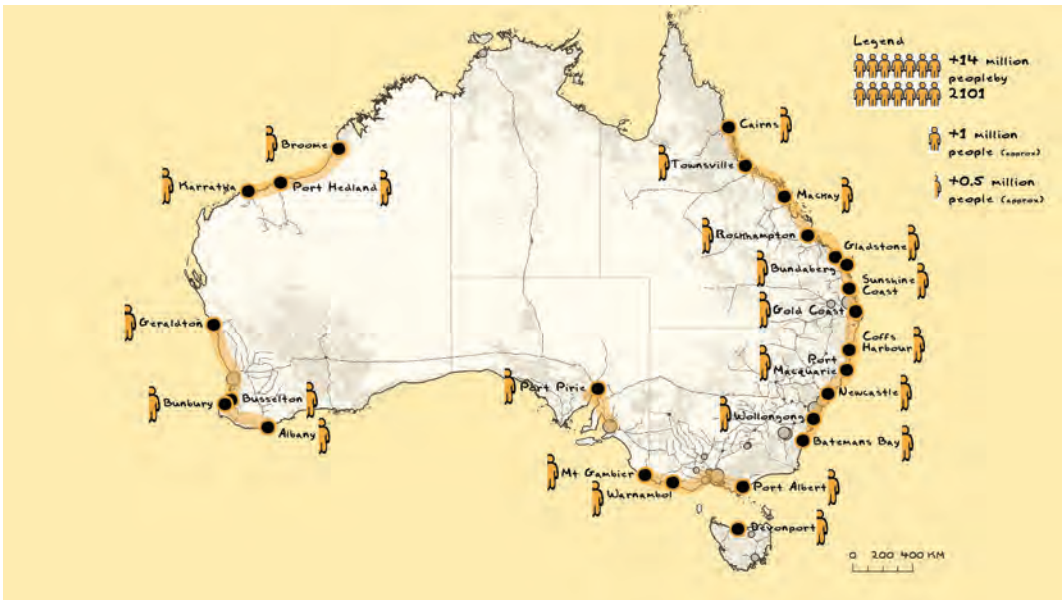 Legend
+14 million
peopleby
2101
+1 million
people (approx)
+0.5 million
people (approx)
Cairns
Broome
Townsville
Karratha
Port Hedland
Mackay
Rockhampton
Gladstone
Bundaberg
Sunshine
Coast
Gold Coast
Geraldton
Coffs
Harbour
Port
Macquarie
Port Pirie
Newcastle
Busselton
Bunbury
Wollongong
Albany
Batemans Bay
Mt Gambier
Port Albert
Warnambol
Devonport
0 200 400 KM